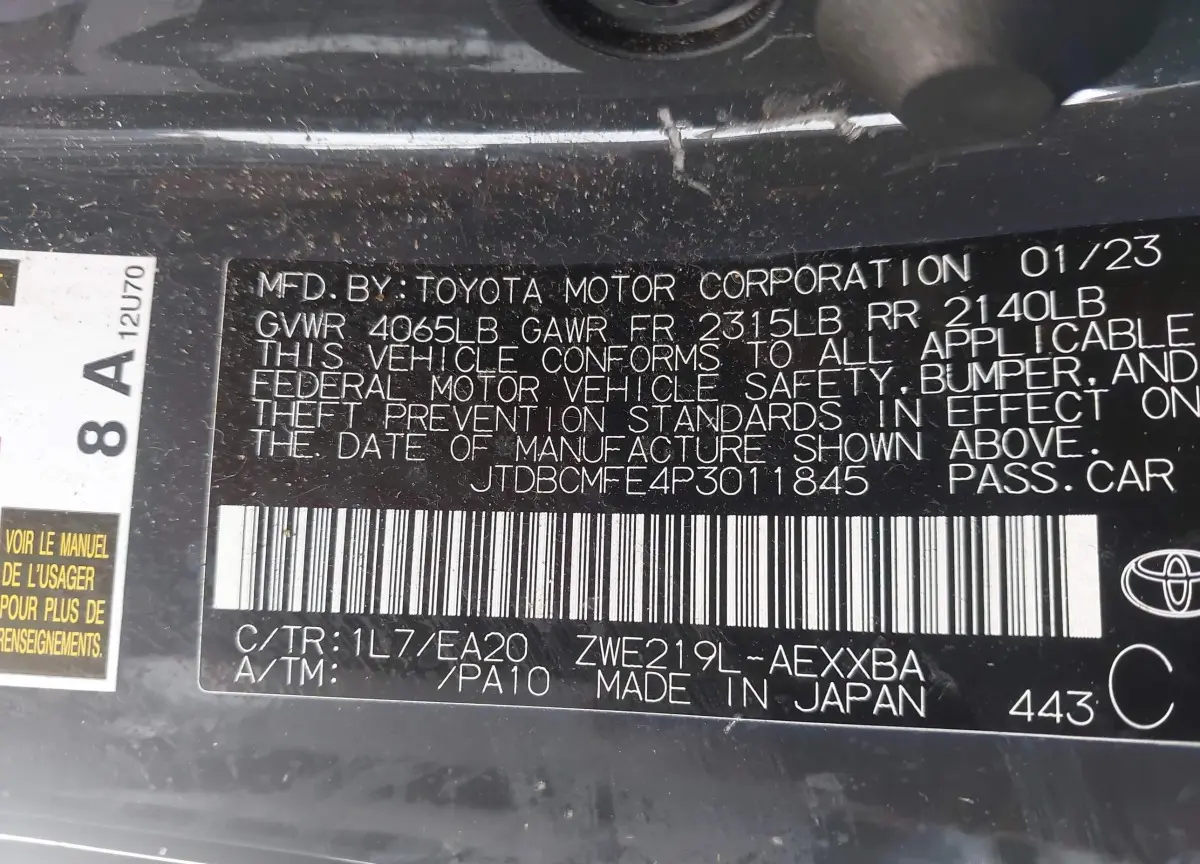 MFD.BY:TOYOTA MOTOR CORPORATION 01/23
GVWR 4065LB GAWR FR 2315LB RR 2140LB
THIS VEHICLE CONFORMS TO ALL APPLICABLE
FEDERAL MOTOR VEHICLE SAFETY,BUMPER,AND
THEFT PREVENTION STANDARDS IN EFFECT ON
THE DATE OF MANUFACTURE SHOWN ABOVE.
JTDBCMFE4P3011845 PASS.CAR
C/TR:1L7/EA20 ZWE219L-AEXXBA
A/TM: /PA10 MADE IN JAPAN 443 C
8 A 12U70
VOIR LE MANUEL
DE L'USAGER
POUR PLUS DE
RENSEIGNEMENTS.